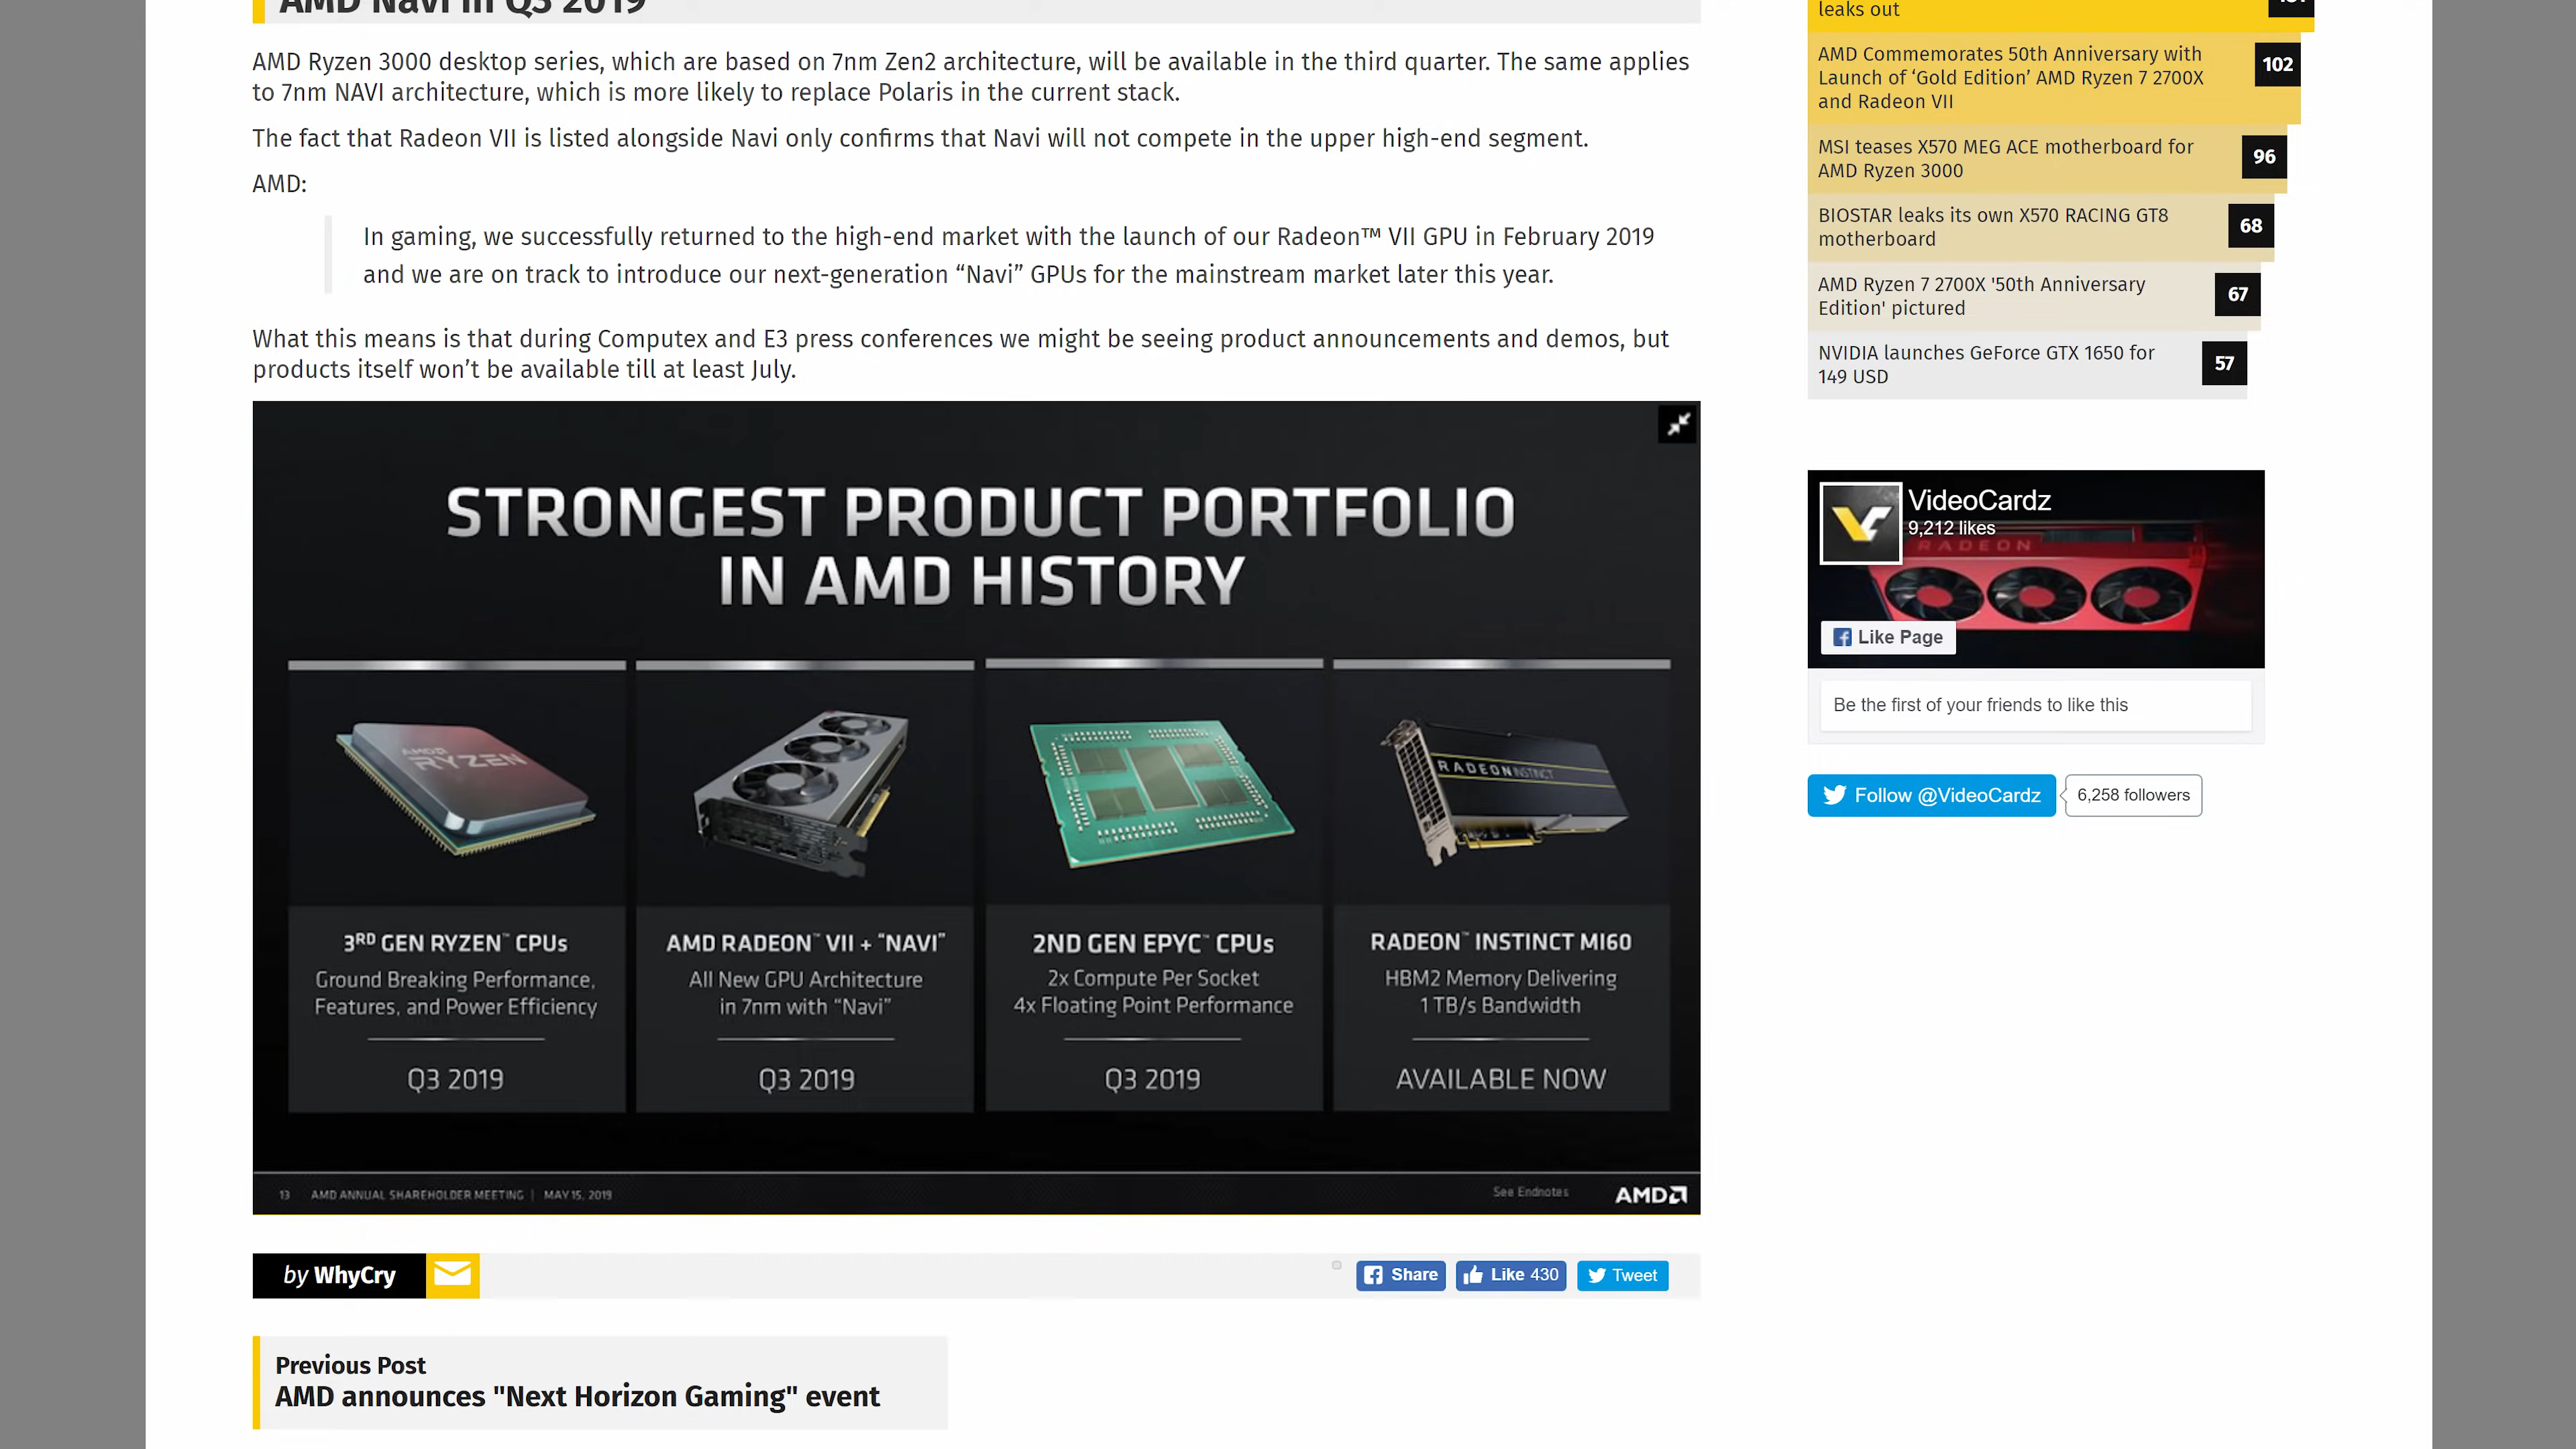 AMD Navi in Q3 2019
AMD Ryzen 3000 desktop series, which are based on 7nm Zen2 architecture, will be available in the third quarter. The same applies
to 7nm NAVI architecture, which is more likely to replace Polaris in the current stack.
The fact that Radeon VII is listed alongside Navi only confirms that Navi will not compete in the upper high-end segment.
AMD:
In gaming, we successfully returned to the high-end market with the launch of our Radeon™ VII GPU in February 2019
and we are on track to introduce our next-generation “Navi” GPUs for the mainstream market later this year.
What this means is that during Computex and E3 press conferences we might be seeing product announcements and demos, but
products itself won’t be available till at least July.
STRONGEST PRODUCT PORTFOLIO
IN AMD HISTORY
AMD
RYZEN
RADEON INSTINCT
3RD GEN RYZEN™ CPUs
Ground Breaking Performance,
Features, and Power Efficiency
Q3 2019
AMD RADEON™ VII + “NAVI”
All New GPU Architecture
in 7nm with “Navi”
Q3 2019
2ND GEN EPYC™ CPUs
2x Compute Per Socket
4x Floating Point Performance
Q3 2019
RADEON™ INSTINCT MI60
HBM2 Memory Delivering
1 TB/s Bandwidth
AVAILABLE NOW
13 AMD ANNUAL SHAREHOLDER MEETING | MAY 15, 2019
See Endnotes
AMD
by WhyCry
Share
Like 430
Tweet
Previous Post
AMD announces "Next Horizon Gaming" event
leaks out
AMD Commemorates 50th Anniversary with
Launch of ‘Gold Edition’ AMD Ryzen 7 2700X
and Radeon VII
102
MSI teases X570 MEG ACE motherboard for
AMD Ryzen 3000
96
BIOSTAR leaks its own X570 RACING GT8
motherboard
68
AMD Ryzen 7 2700X '50th Anniversary
Edition' pictured
67
NVIDIA launches GeForce GTX 1650 for
149 USD
57
VideoCardz
9,212 likes
RADEON
Like Page
Be the first of your friends to like this
Follow @VideoCardz
6,258 followers